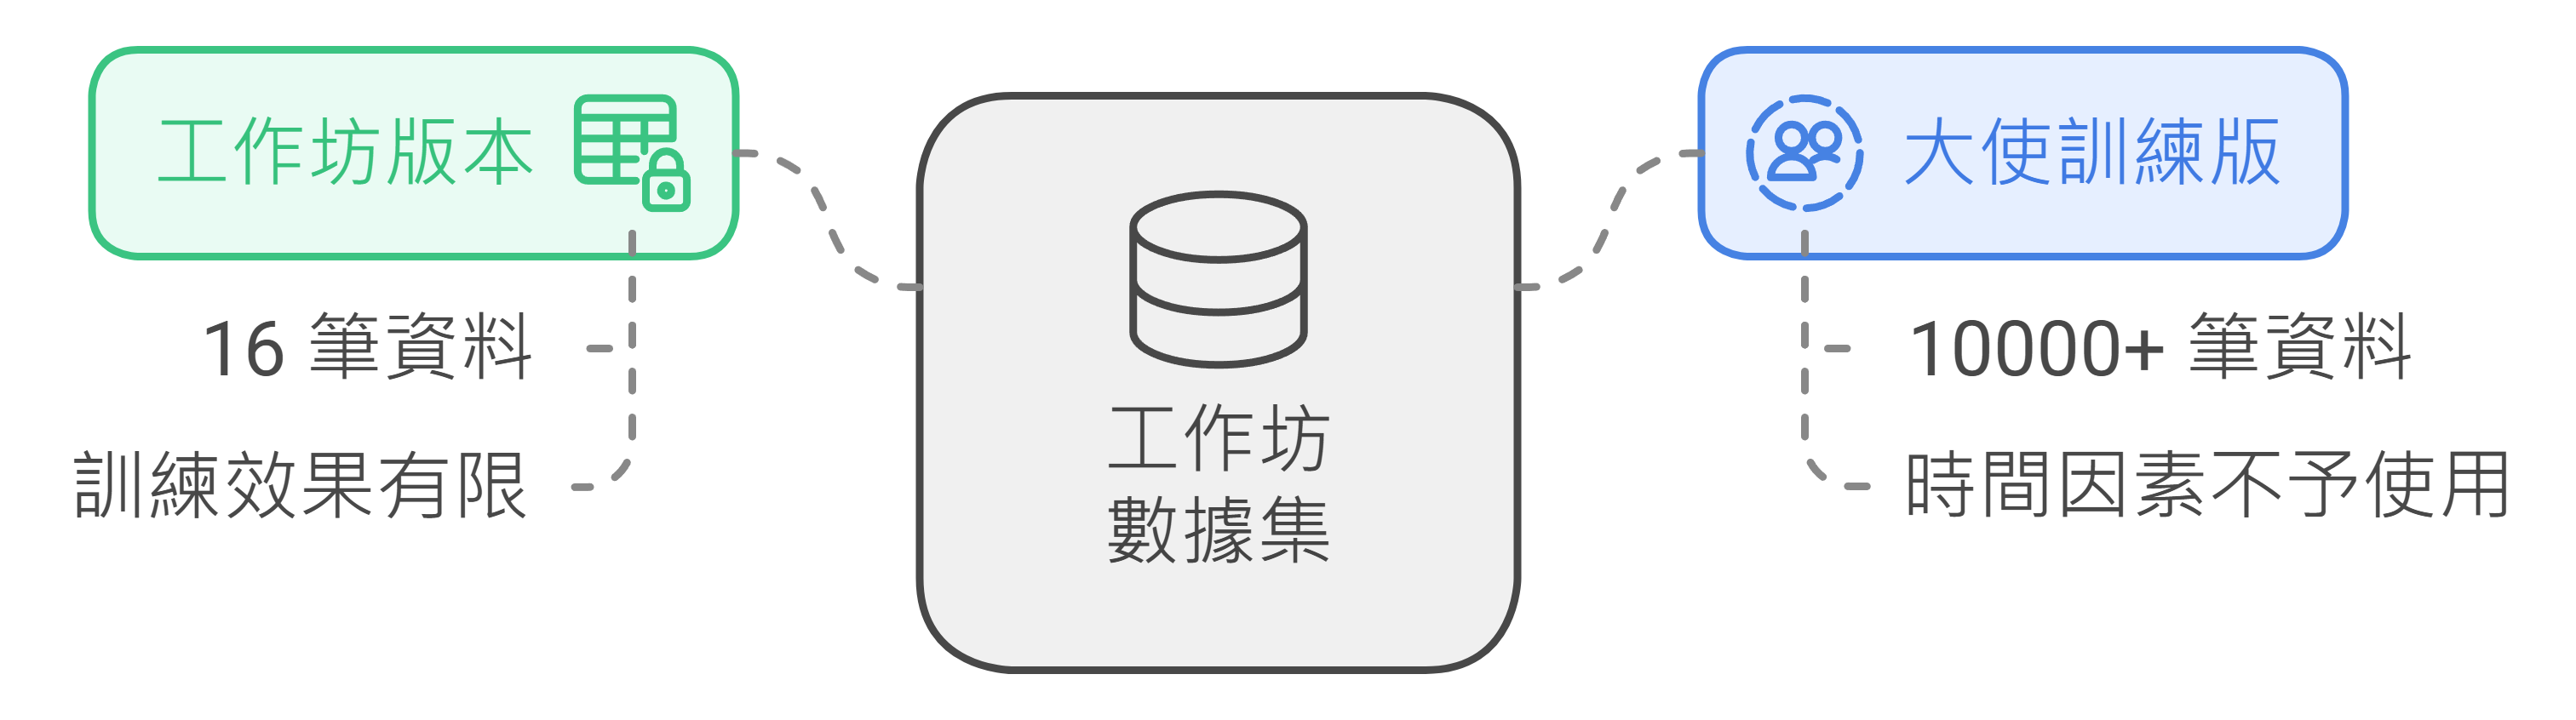 工作坊版本
16 筆資料
訓練效果有限
工作坊
數據集
大使訓練版
10000+ 筆資料
時間因素不予使用